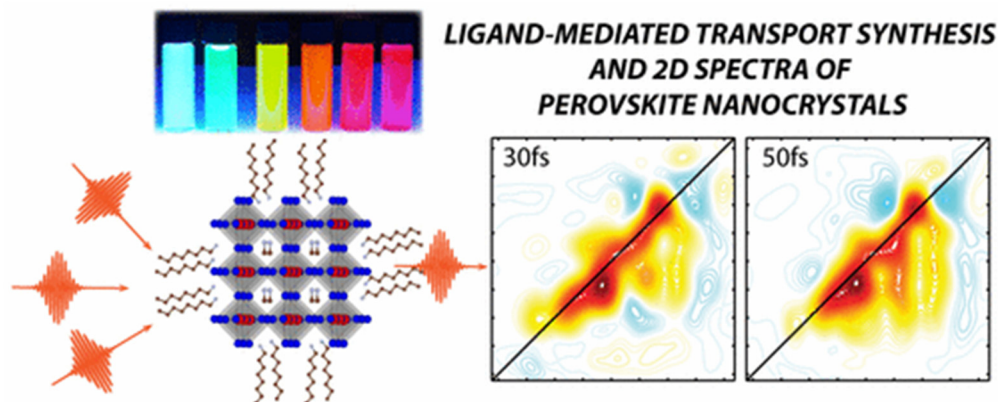 LIGAND-MEDIATED TRANSPORT SYNTHESIS
AND 2D SPECTRA OF
PEROVSKITE NANOCRYSTALS
30fs
50fs